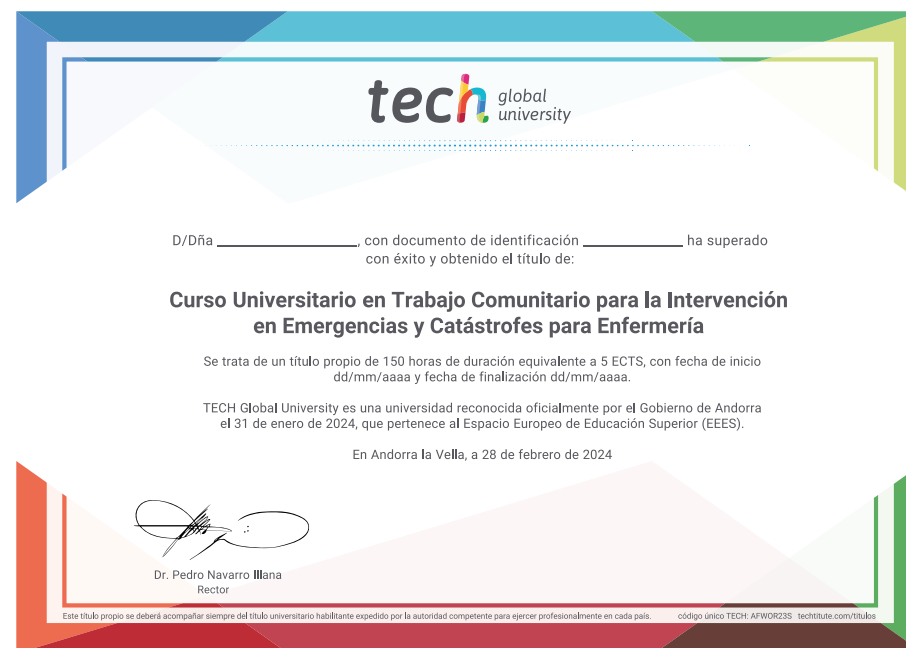 tech global university
D/Dña ____________________, con documento de identificación ______________ ha superado
con éxito y obtenido el título de:
Curso Universitario en Trabajo Comunitario para la Intervención
en Emergencias y Catástrofes para Enfermería
Se trata de un título propio de 150 horas de duración equivalente a 5 ECTS, con fecha de inicio
dd/mm/aaaa y fecha de finalización dd/mm/aaaa.
TECH Global University es una universidad reconocida oficialmente por el Gobierno de Andorra
el 31 de enero de 2024, que pertenece al Espacio Europeo de Educación Superior (EEES).
En Andorra la Vella, a 28 de febrero de 2024
Dr. Pedro Navarro Illana
Rector
Este título propio se deberá acompañar siempre del título universitario habilitante expedido por la autoridad competente para ejercer profesionalmente en cada país. código único TECH: AFWOR23S techtitute.com/titulos